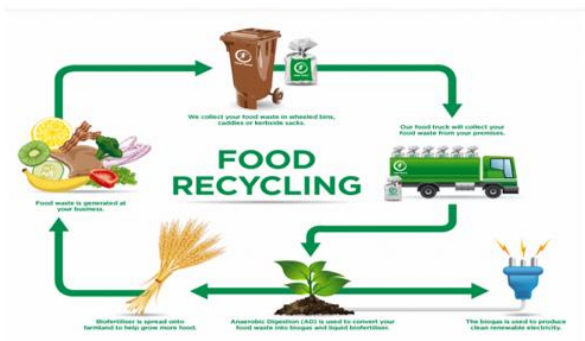 We collect your food waste in wheeled bins,
caddies or kerbside sacks.
Our food truck will collect your
food waste from your premises.
FOOD
RECYCLING
Food waste is generated at
your business.
Biofertiliser is spread onto
farmland to help grow more food.
Anaerobic Digestion (AD) is used to convert your
food waste into biogas and liquid biofertiliser.
The biogas is used to produce
clean renewable electricity.